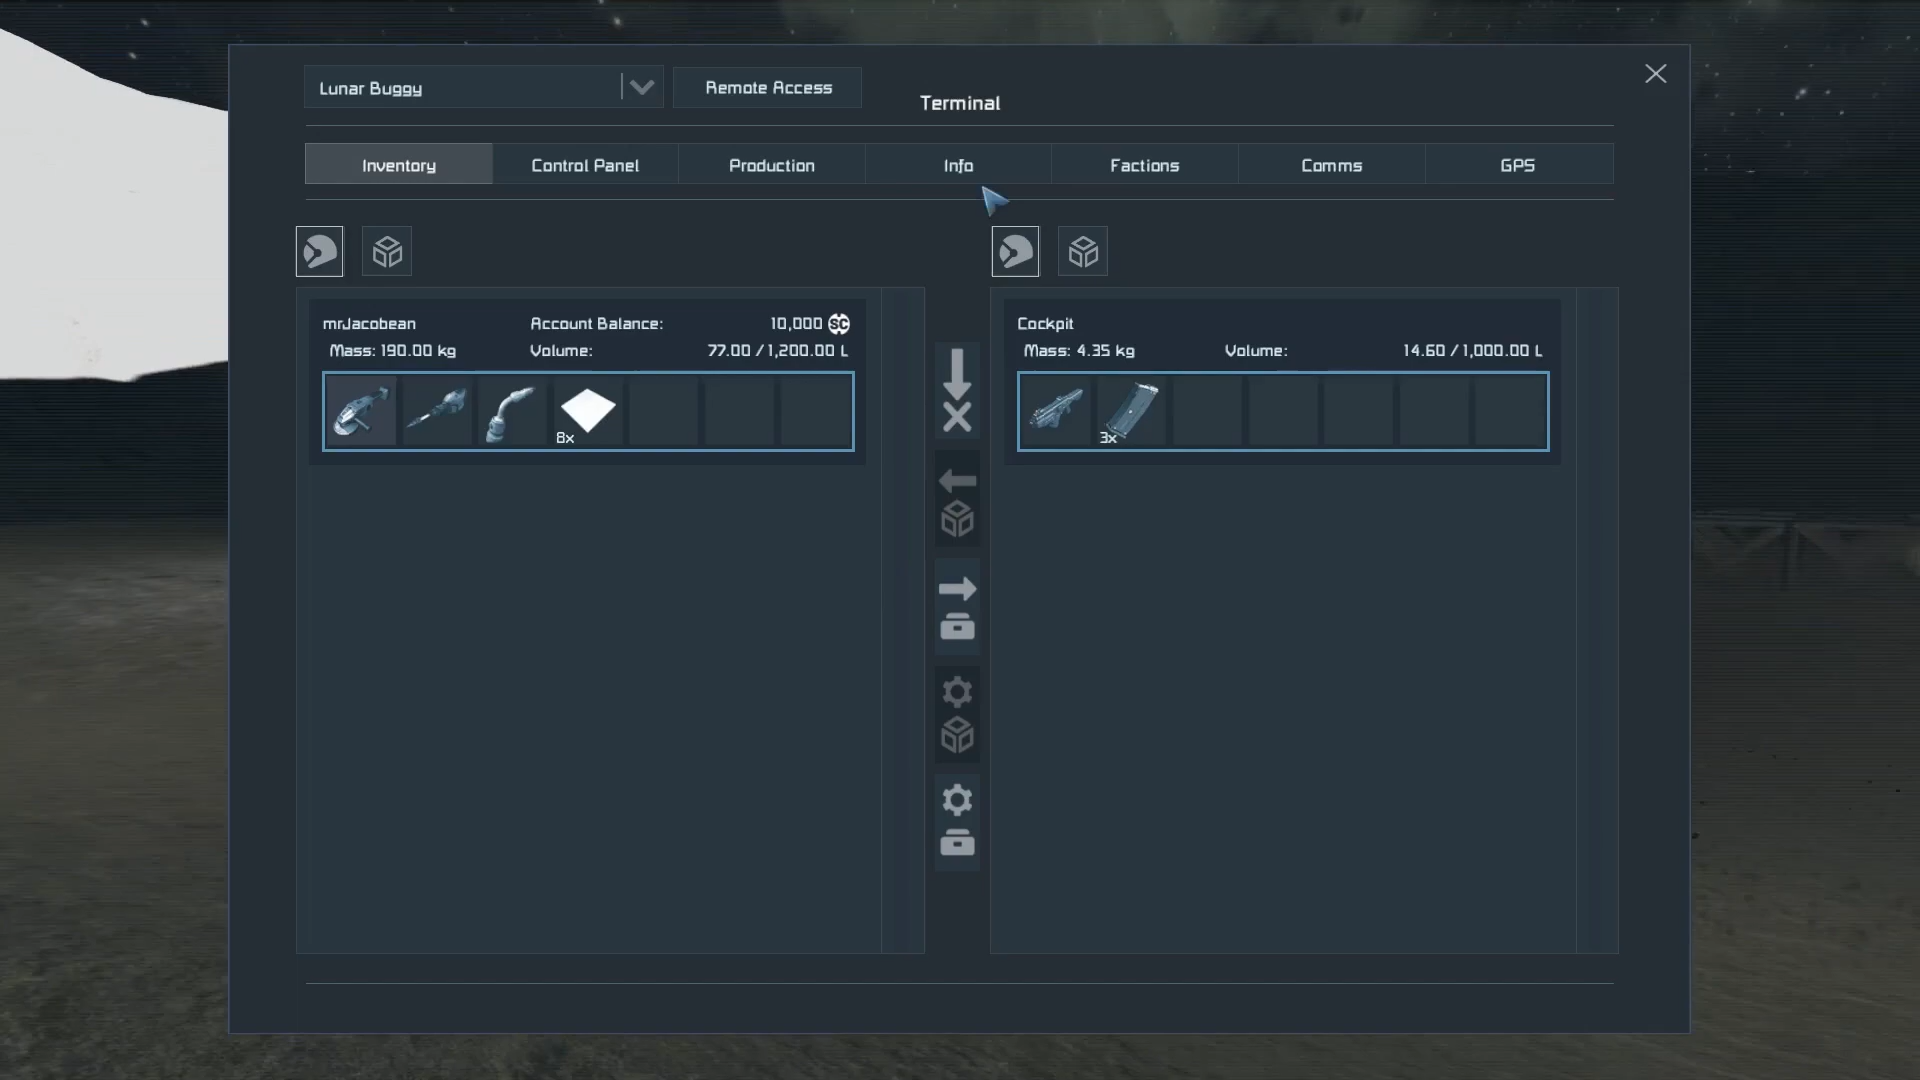 Lunar Buggy
Remote Access
Terminal
Inventory
Control Panel
Production
Info
Factions
Comms
GPS
mrJacobean
Account Balance:
10,000 SC
Mass: 190.00 kg
Volume:
77.00 / 1,200.00 L
8x
Cockpit
Mass: 4.35 kg
Volume:
14.60 / 1,000.00 L
3x